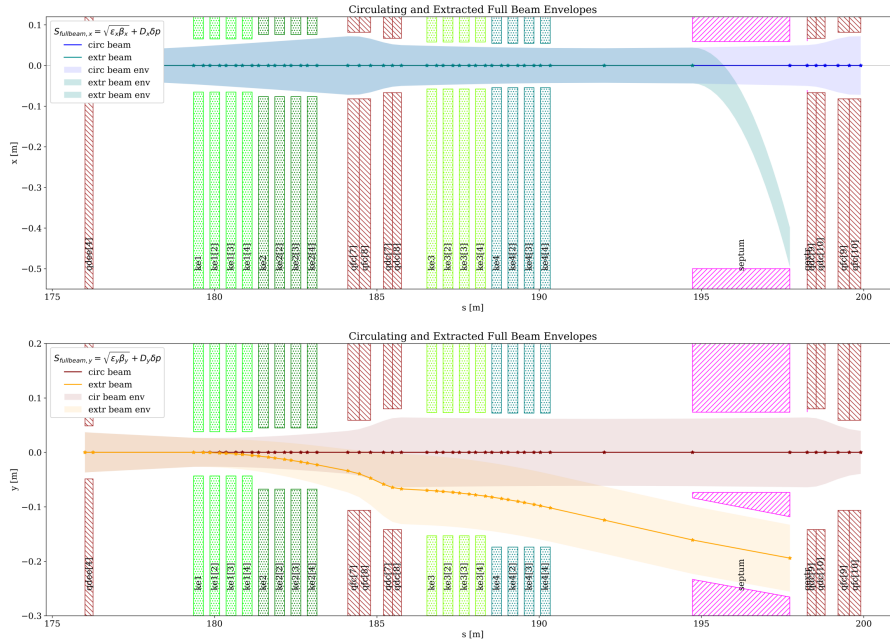 Circulating and Extracted Full Beam Envelopes
S_{fullbeam,x} = √(ε_xβ_x) + D_xδp
circ beam
extr beam
circ beam env
extr beam env
extr beam env
x [m]
0.1
0.0
−0.1
−0.2
−0.3
−0.4
−0.5
qdee[4]
ke1
ke1[2]
ke1[3]
ke1[4]
ke2
ke2[2]
ke2[3]
ke2[4]
qfc[7]
qfc[8]
qdc[7]
qdc[8]
ke3
ke3[2]
ke3[3]
ke3[4]
ke4
ke4[2]
ke4[3]
ke4[4]
septum
qdc[10]
qfc[9]
qfc[10]
175
180
185
190
195
200
s [m]
Circulating and Extracted Full Beam Envelopes
S_{fullbeam,y} = √(ε_yβ_y) + D_yδp
circ beam
extr beam
cir beam env
extr beam env
y [m]
0.2
0.1
0.0
−0.1
−0.2
−0.3
qdee[4]
ke1
ke1[2]
ke1[3]
ke1[4]
ke2
ke2[2]
ke2[3]
ke2[4]
qfc[7]
qfc[8]
qdc[7]
qdc[8]
ke3
ke3[2]
ke3[3]
ke3[4]
ke4
ke4[2]
ke4[3]
ke4[4]
septum
qdc[10]
qfc[9]
qfc[10]
175
180
185
190
195
200
s [m]